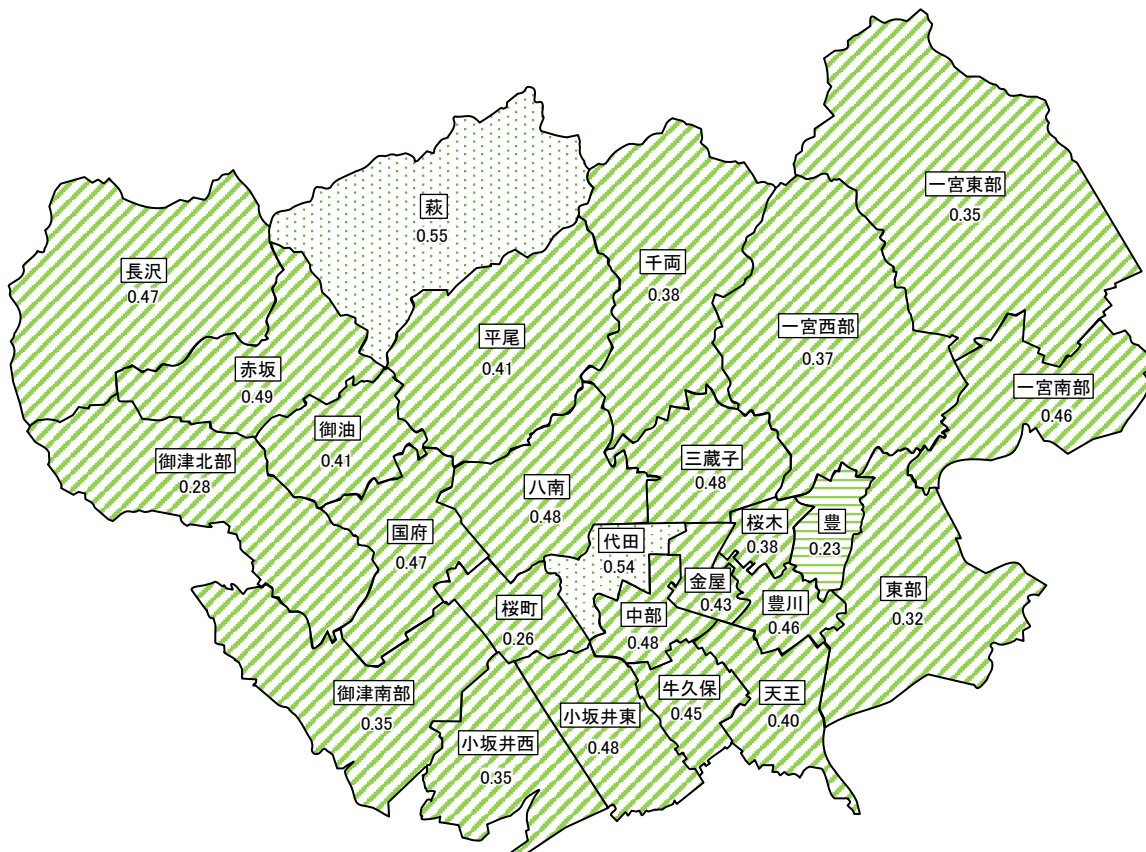 一宮東部
0.35
萩
0.55
千両
0.38
長沢
0.47
一宮西部
0.37
平尾
0.41
赤坂
0.49
一宮南部
0.46
御油
0.41
御津北部
0.28
三蔵子
0.48
八南
0.48
桜木
0.38
豊
0.23
国府
0.47
代田
0.54
金屋
0.43
東部
0.32
豊川
0.46
桜町
0.26
中部
0.48
牛久保
0.45
天王
0.40
御津南部
0.35
小坂井東
0.48
小坂井西
0.35